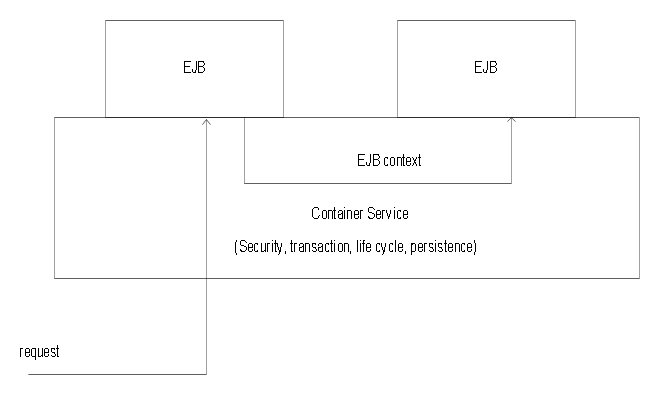 EJB
EJB
EJB context
Container Service
(Security, transaction, life cycle, persistence)
request